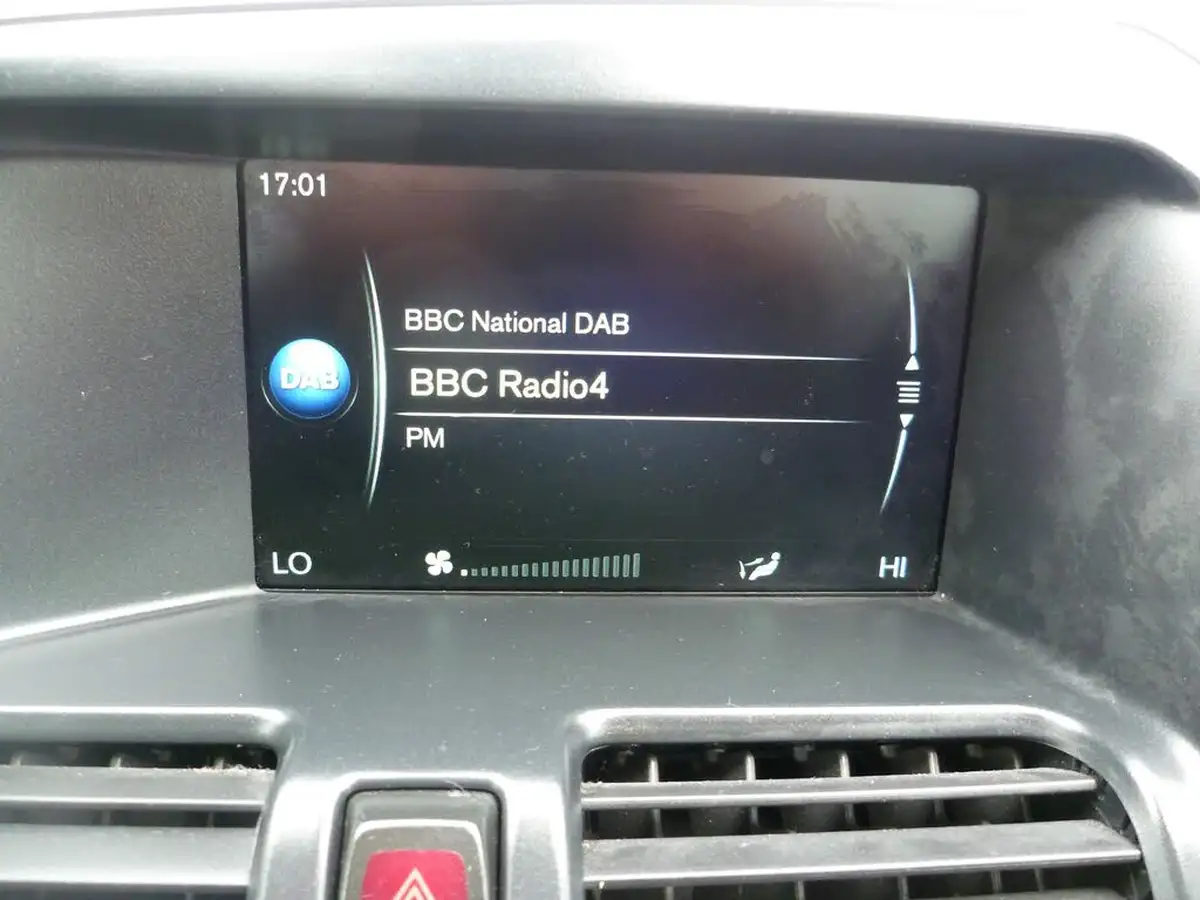 17:01
BBC National DAB
DAB
BBC Radio4
PM
LO
HI